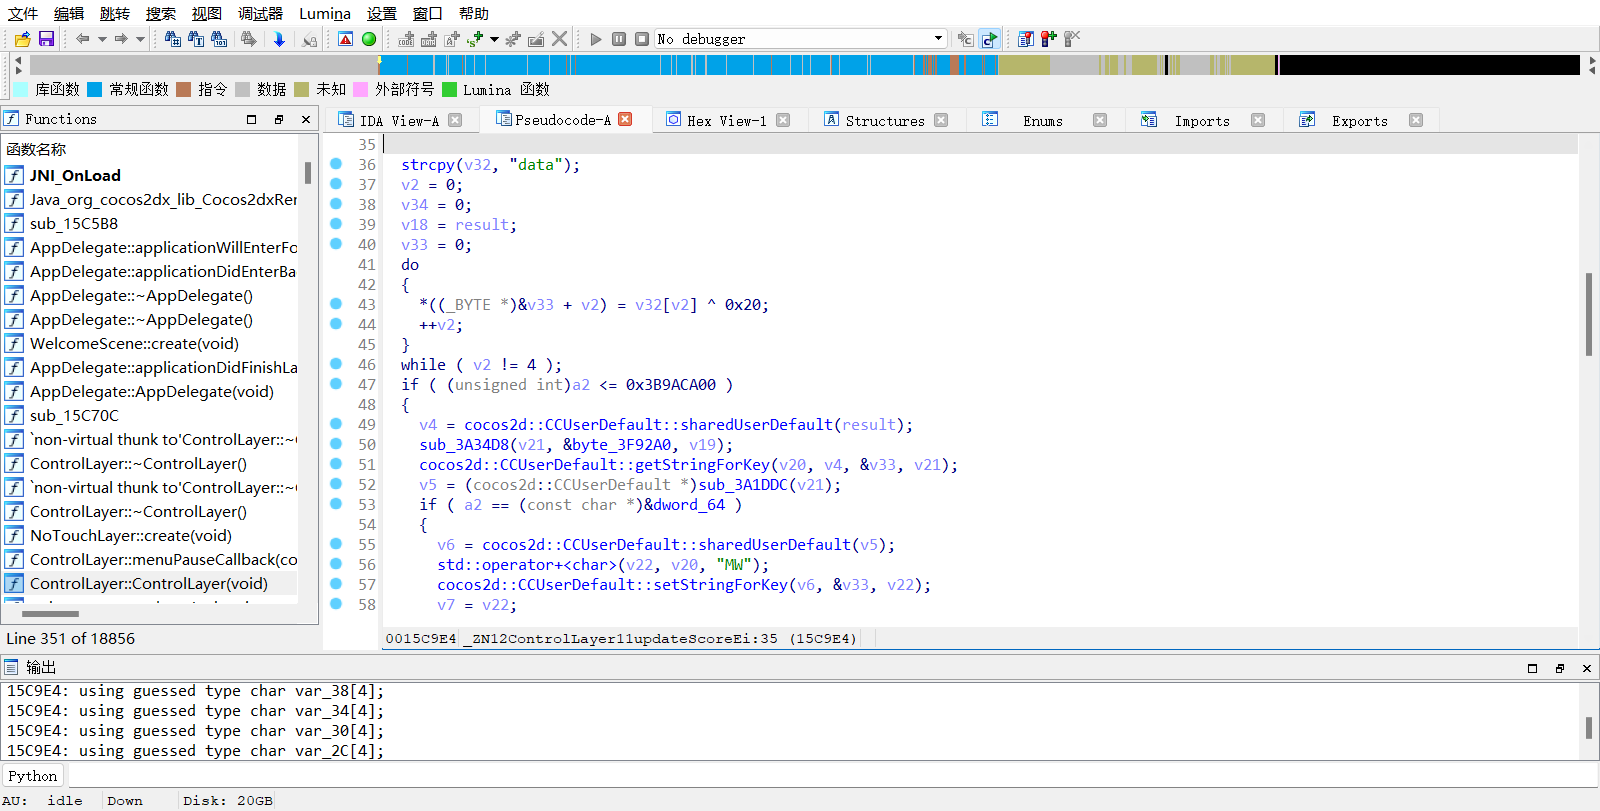 文件 编辑 跳转 搜索 视图 调试器 Lumina 设置 窗口 帮助
No debugger
库函数 常规函数 指令 数据 未知 外部符号 Lumina 函数
Functions
函数名称
JNI_OnLoad
Java_org_cocos2dx_lib_Cocos2dxRer
sub_15C5B8
AppDelegate::applicationWillEnterFo
AppDelegate::applicationDidEnterBa
AppDelegate::~AppDelegate()
AppDelegate::~AppDelegate()
WelcomeScene::create(void)
AppDelegate::applicationDidFinishLa
AppDelegate::AppDelegate(void)
sub_15C70C
`non-virtual thunk to'ControlLayer::~C
ControlLayer::~ControlLayer()
`non-virtual thunk to'ControlLayer::~C
ControlLayer::~ControlLayer()
NoTouchLayer::create(void)
ControlLayer::menuPauseCallback(co
ControlLayer::ControlLayer(void)
Line 351 of 18856
IDA View-A Pseudocode-A Hex View-1 Structures Enums Imports Exports
35
36 strcpy(v32, "data");
37 v2 = 0;
38 v34 = 0;
39 v18 = result;
40 v33 = 0;
41 do
42 {
43 *((_BYTE *)&v33 + v2) = v32[v2] ^ 0x20;
44 ++v2;
45 }
46 while ( v2 != 4 );
47 if ( (unsigned int)a2 <= 0x3B9ACA00 )
48 {
49 v4 = cocos2d::CCUserDefault::sharedUserDefault(result);
50 sub_3A34D8(v21, &byte_3F92A0, v19);
51 cocos2d::CCUserDefault::getStringForKey(v20, v4, &v33, v21);
52 v5 = (cocos2d::CCUserDefault *)sub_3A1DDC(v21);
53 if ( a2 == (const char *)&dword_64 )
54 {
55 v6 = cocos2d::CCUserDefault::sharedUserDefault(v5);
56 std::operator+<char>(v22, v20, "MW");
57 cocos2d::CCUserDefault::setStringForKey(v6, &v33, v22);
58 v7 = v22;
0015C9E4 _ZN12ControlLayer11updateScoreEi:35 (15C9E4)
输出
15C9E4: using guessed type char var_38[4];
15C9E4: using guessed type char var_34[4];
15C9E4: using guessed type char var_30[4];
15C9E4: using guessed type char var_2C[4];
Python
AU: idle Down Disk: 20GB